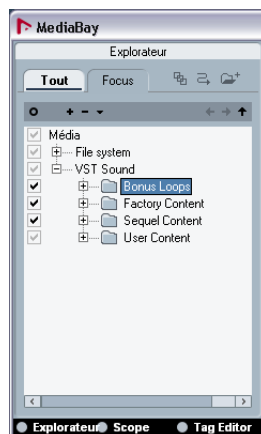 MediaBay
Explorateur
Tout Focus
Média
File system
VST Sound
Bonus Loops
Factory Content
Sequel Content
User Content
Explorateur Scope Tag Editor